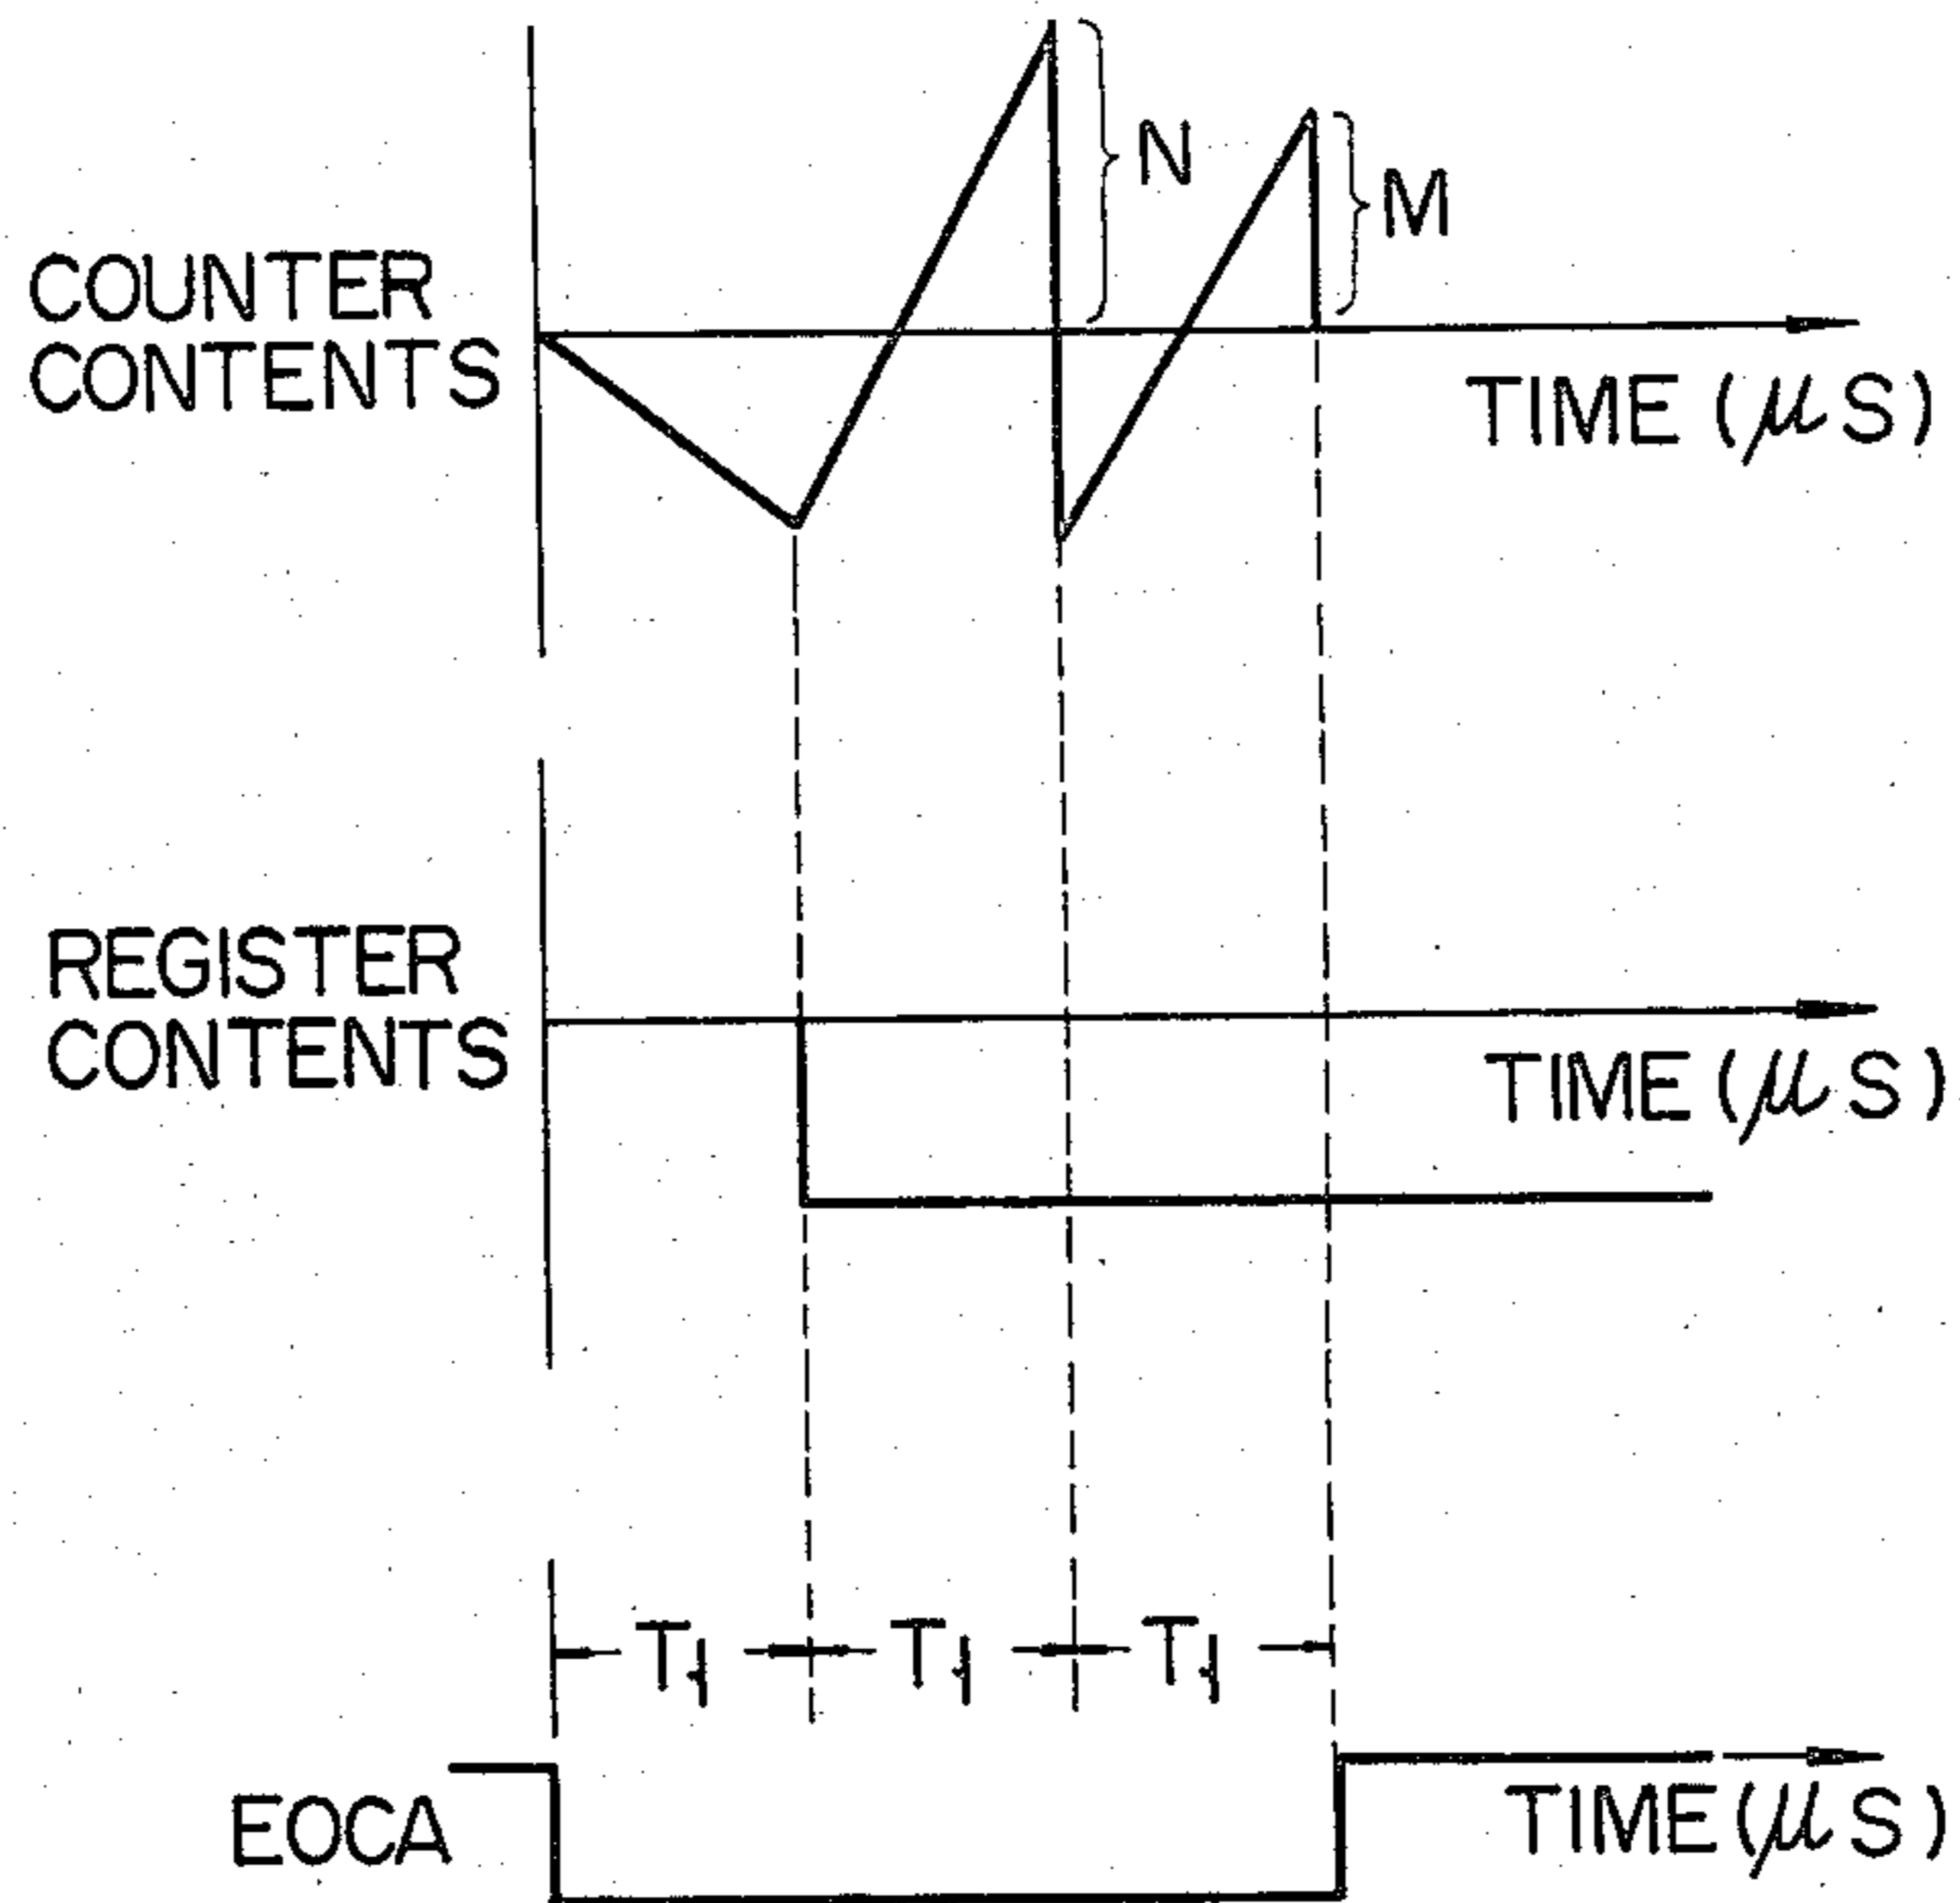 N
M
COUNTER
CONTENTS
TIME (μS)
REGISTER
CONTENTS
TIME (μS)
T1 T1 T1
EOCA
TIME (μS)